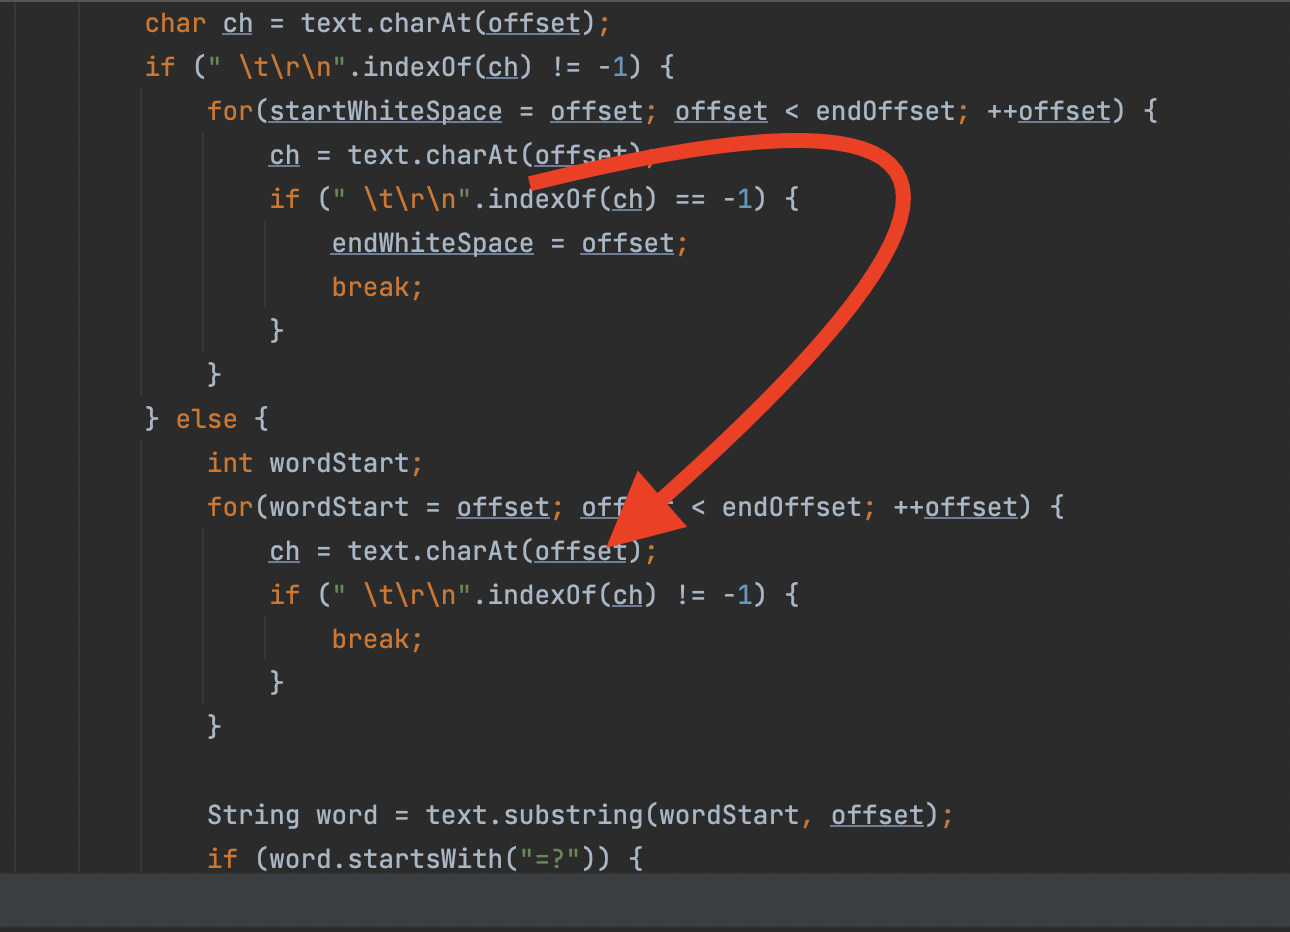 char ch = text.charAt(offset);
if (" \t\r\n".indexOf(ch) != -1) {
for(startWhiteSpace = offset; offset < endOffset; ++offset) {
ch = text.charAt(offset);
if (" \t\r\n".indexOf(ch) == -1) {
endWhiteSpace = offset;
break;
}
}
} else {
int wordStart;
for(wordStart = offset; offset < endOffset; ++offset) {
ch = text.charAt(offset);
if (" \t\r\n".indexOf(ch) != -1) {
break;
}
}
String word = text.substring(wordStart, offset);
if (word.startsWith("=?")) {